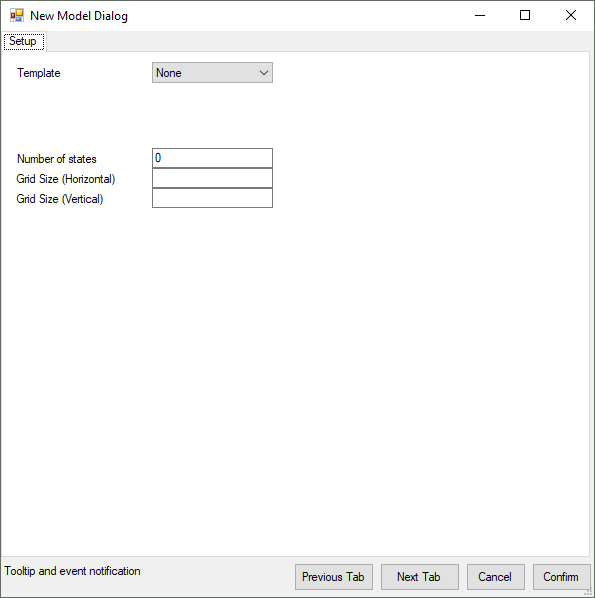 New Model Dialog
Setup
Template None
Number of states 0
Grid Size (Horizontal)
Grid Size (Vertical)
Tooltip and event notification Previous Tab Next Tab Cancel Confirm